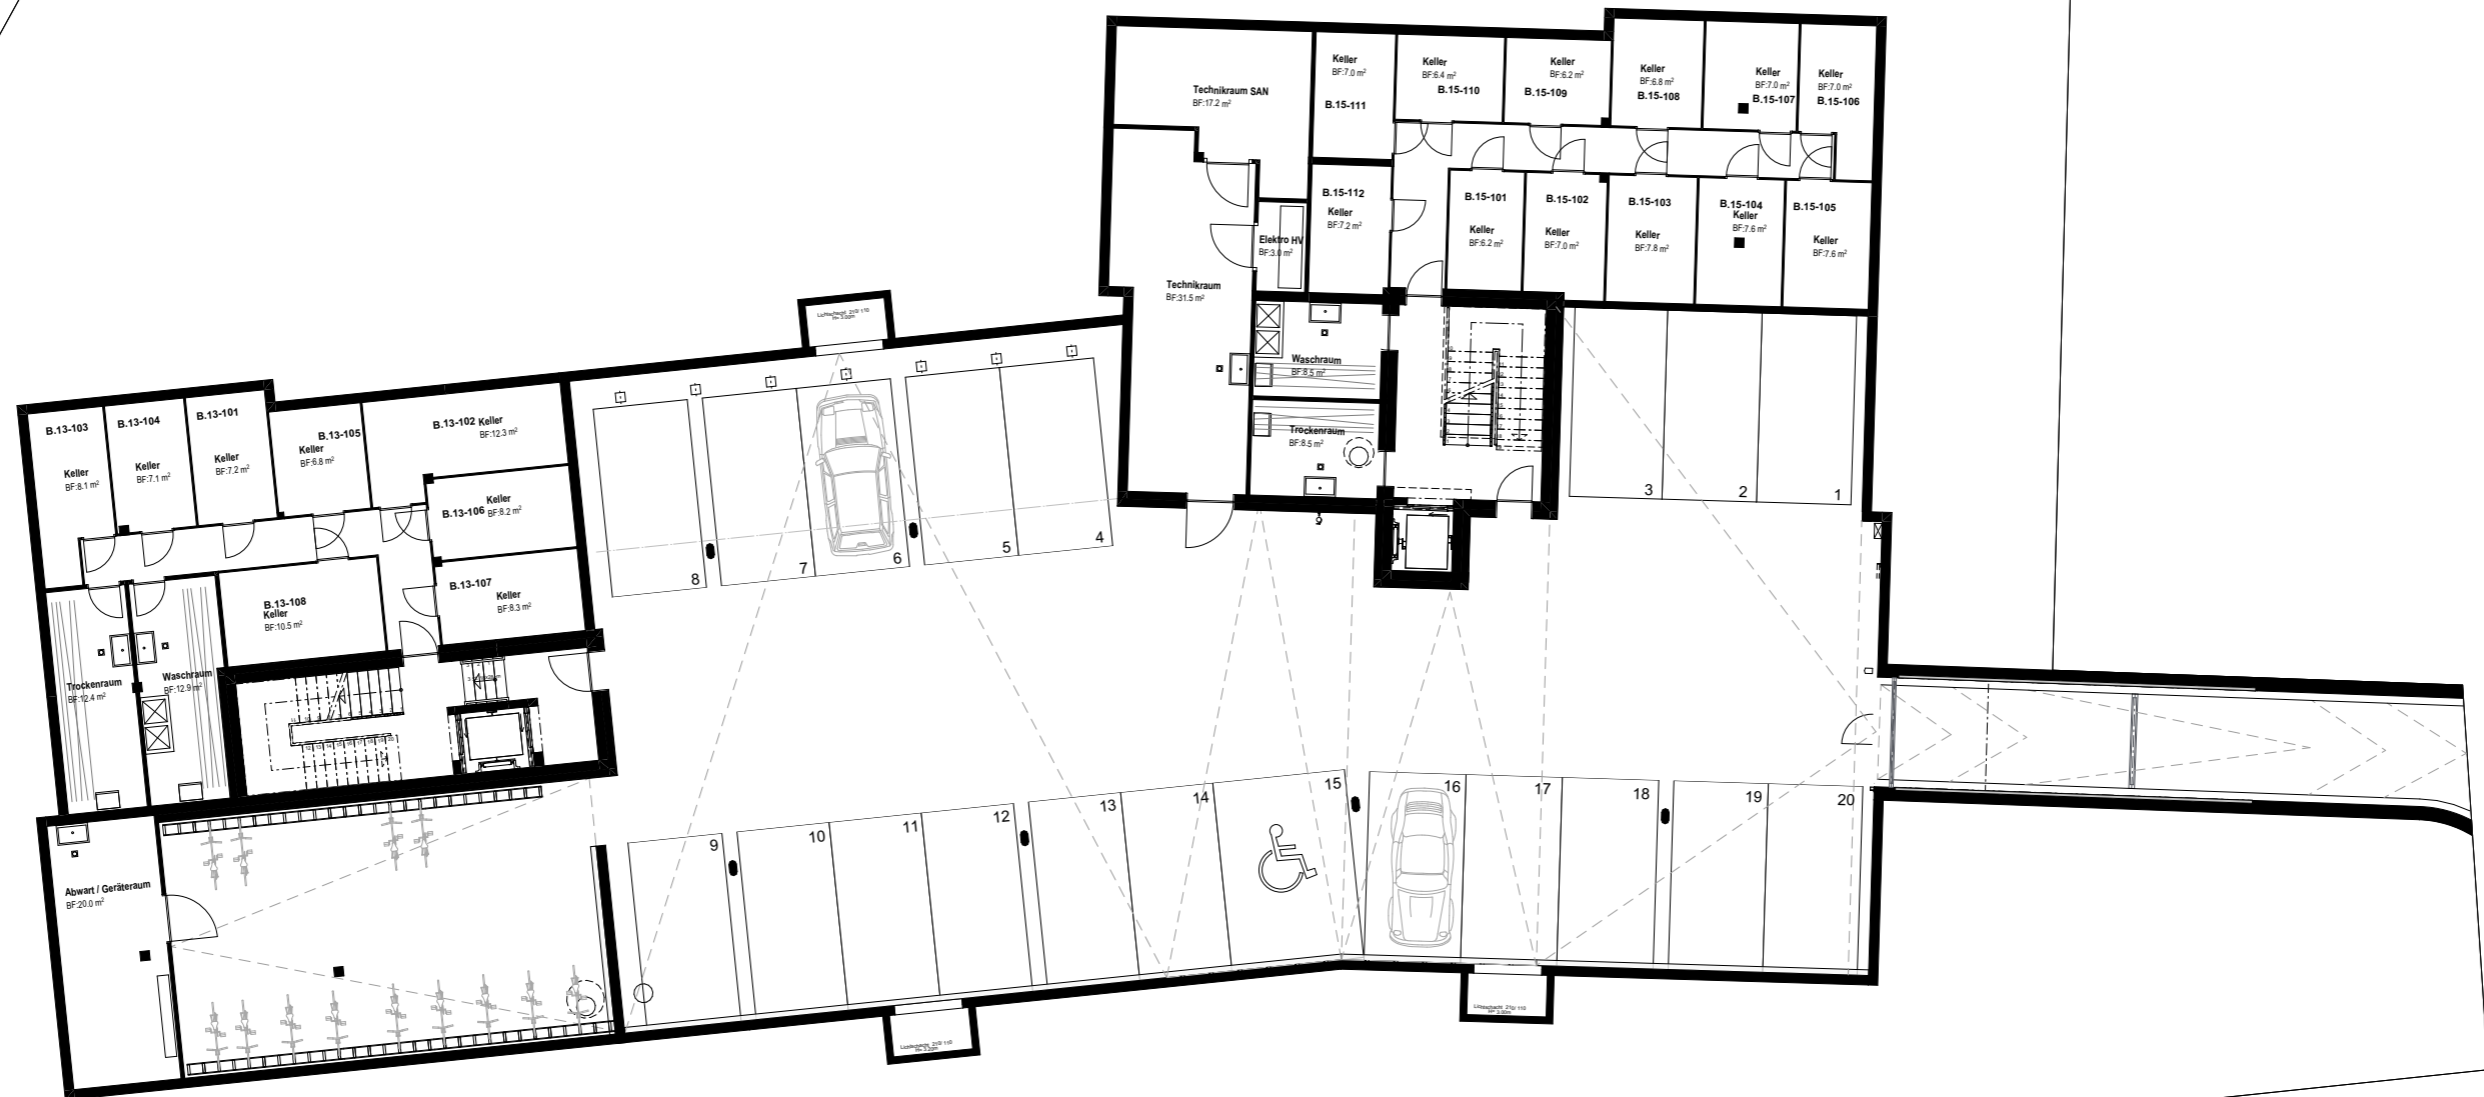 Technikraum SAN
BF:17.2 m²
Keller
BF:7.0 m²
B.15-111
Keller
BF:6.4 m²
B.15-110
Keller
BF:6.2 m²
B.15-109
Keller
BF:6.8 m²
B.15-108
Keller
BF:7.0 m²
B.15-107
Keller
BF:7.0 m²
B.15-106
B.15-112
Keller
BF:7.2 m²
B.15-101
Keller
BF:6.2 m²
B.15-102
Keller
BF:7.0 m²
B.15-103
Keller
BF:7.8 m²
B.15-104
Keller
BF:7.6 m²
B.15-105
Keller
BF:7.6 m²
Elektro HV
BF:3.0 m²
Technikraum
BF:31.5 m²
Waschraum
BF:8.5 m²
Trockenraum
BF:8.5 m²
B.13-103
Keller
BF:8.1 m²
B.13-104
Keller
BF:7.1 m²
B.13-101
Keller
BF:7.2 m²
B.13-105
Keller
BF:6.8 m²
B.13-102 Keller
BF:12.3 m²
Keller
B.13-106 BF:8.2 m²
B.13-107
Keller
BF:8.3 m²
B.13-108
Keller
BF:10.5 m²
Trockenraum
BF:12.4 m²
Waschraum
BF:12.9 m²
Abwart / Geräteraum
BF:20.0 m²
8
7
6
5
4
3
2
1
9
10
11
12
13
14
15
16
17
18
19
20